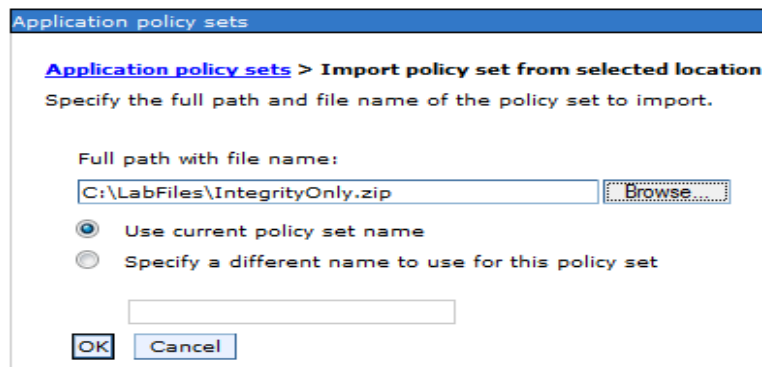 Application policy sets
Application policy sets > Import policy set from selected location
Specify the full path and file name of the policy set to import.
Full path with file name:
C:\LabFiles\IntegrityOnly.zip Browse...
Use current policy set name
Specify a different name to use for this policy set
OK Cancel